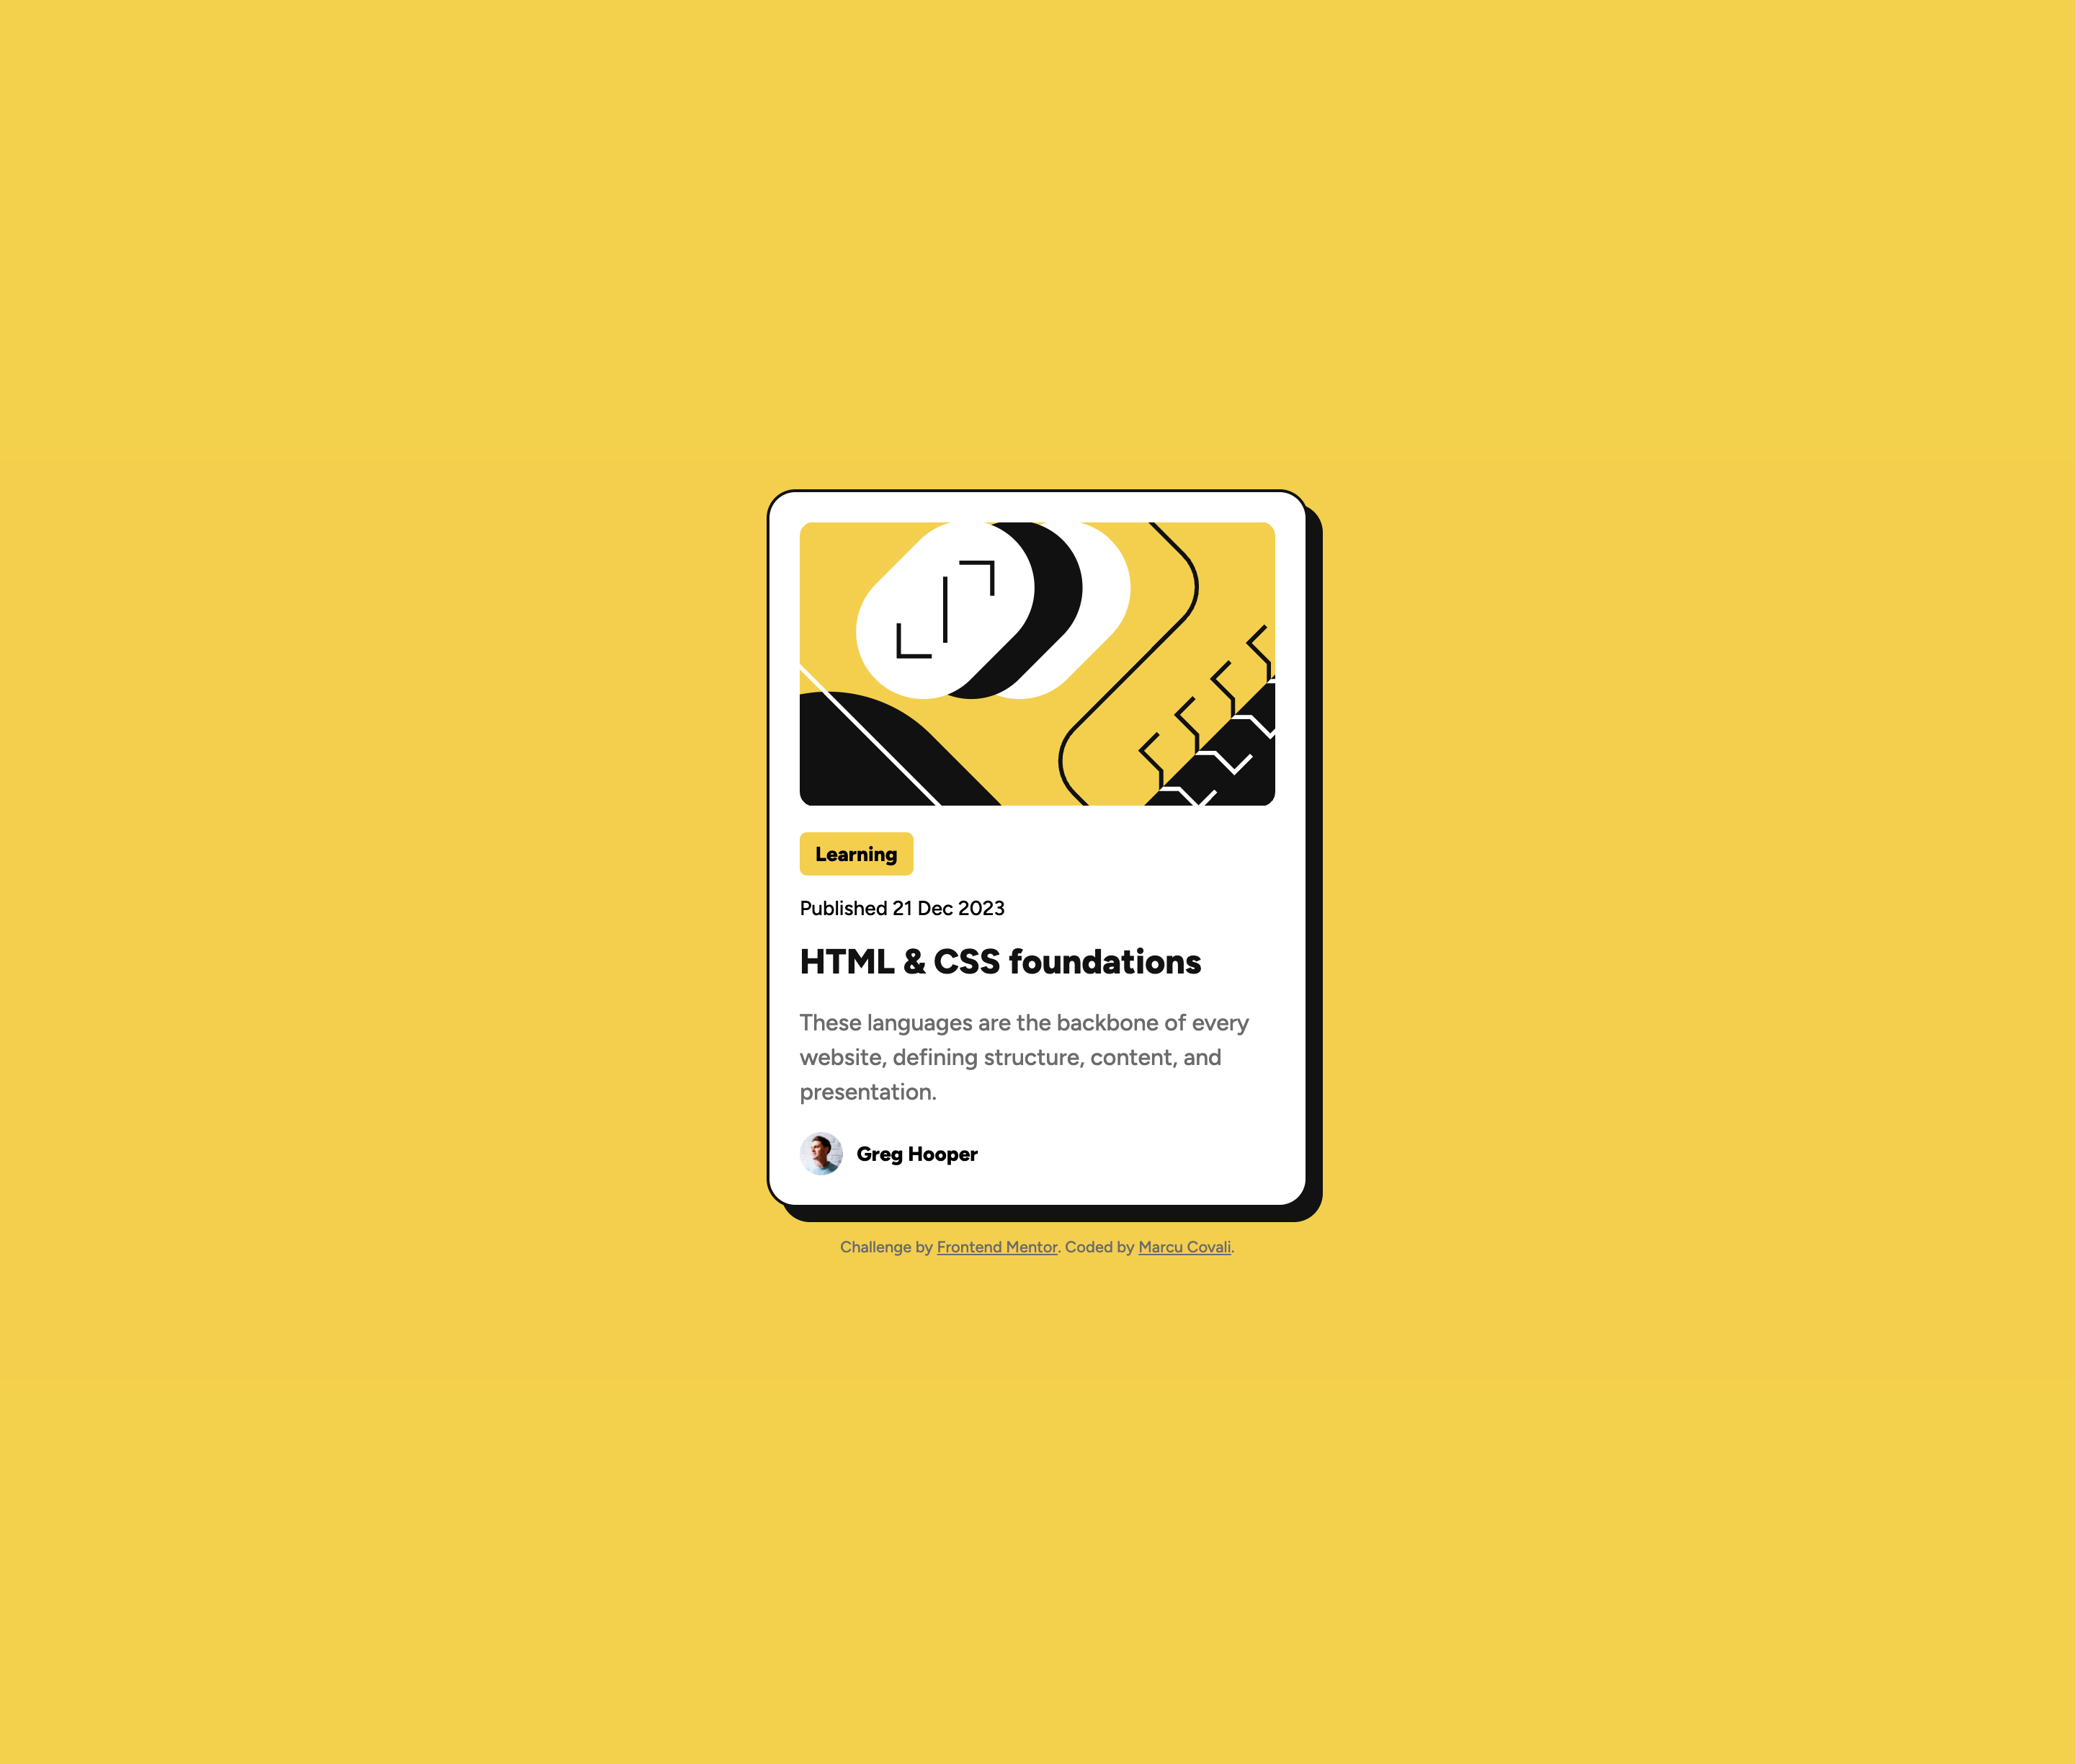 Learning
Published 21 Dec 2023
HTML & CSS foundations
These languages are the backbone of every
website, defining structure, content, and
presentation.
Greg Hooper
Challenge by Frontend Mentor. Coded by Marcu Covali.